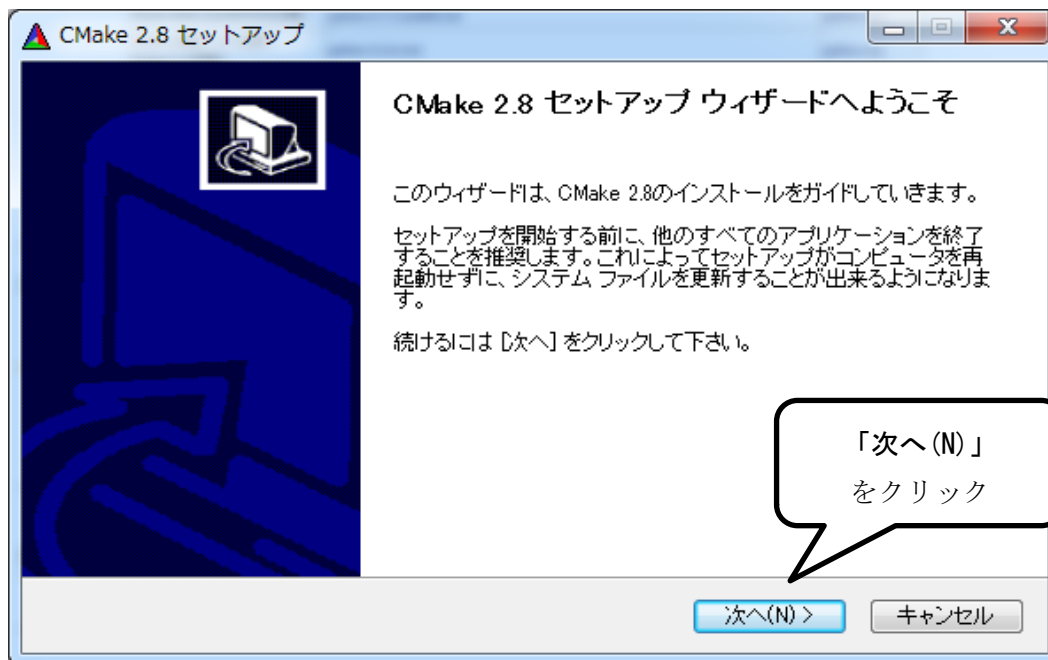 CMake 2.8 セットアップ
CMake 2.8 セットアップ ウィザードへようこそ
このウィザードは、CMake 2.8のインストールをガイドしていきます。
セットアップを開始する前に、他のすべてのアプリケーションを終了
することを推奨します。これによってセットアップがコンピュータを再
起動せずに、システム ファイルを更新することが出来るようになりま
す。
続けるには [次へ] をクリックして下さい。
「次へ(N)」
をクリック
次へ(N) >
キャンセル